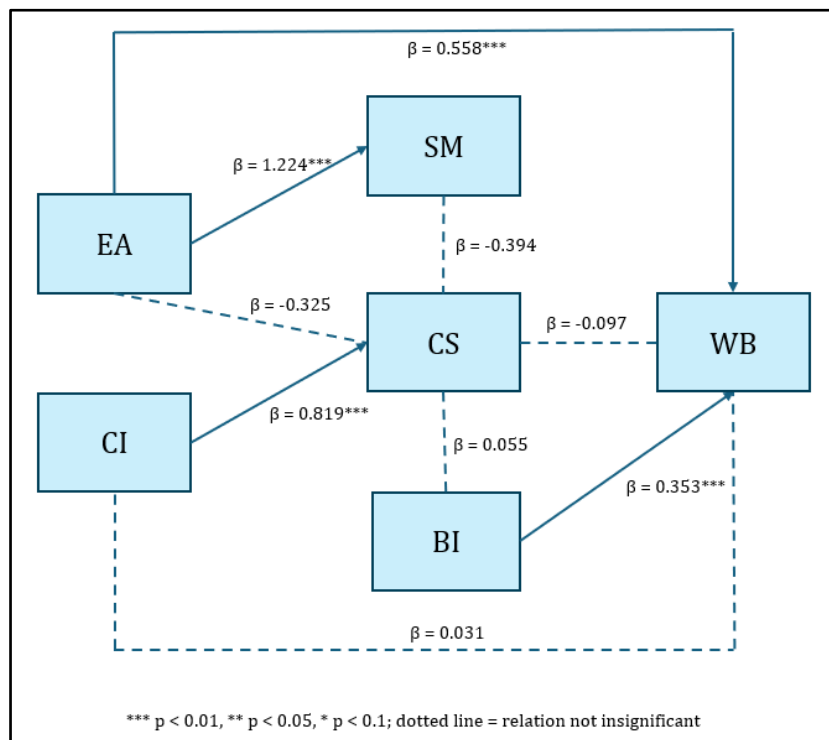 β = 0.558***
SM
β = 1.224***
EA
β = -0.394
β = -0.325
CS
β = -0.097
WB
CI
β = 0.819***
β = 0.055
β = 0.353***
BI
β = 0.031
*** p < 0.01, ** p < 0.05, * p < 0.1; dotted line = relation not insignificant